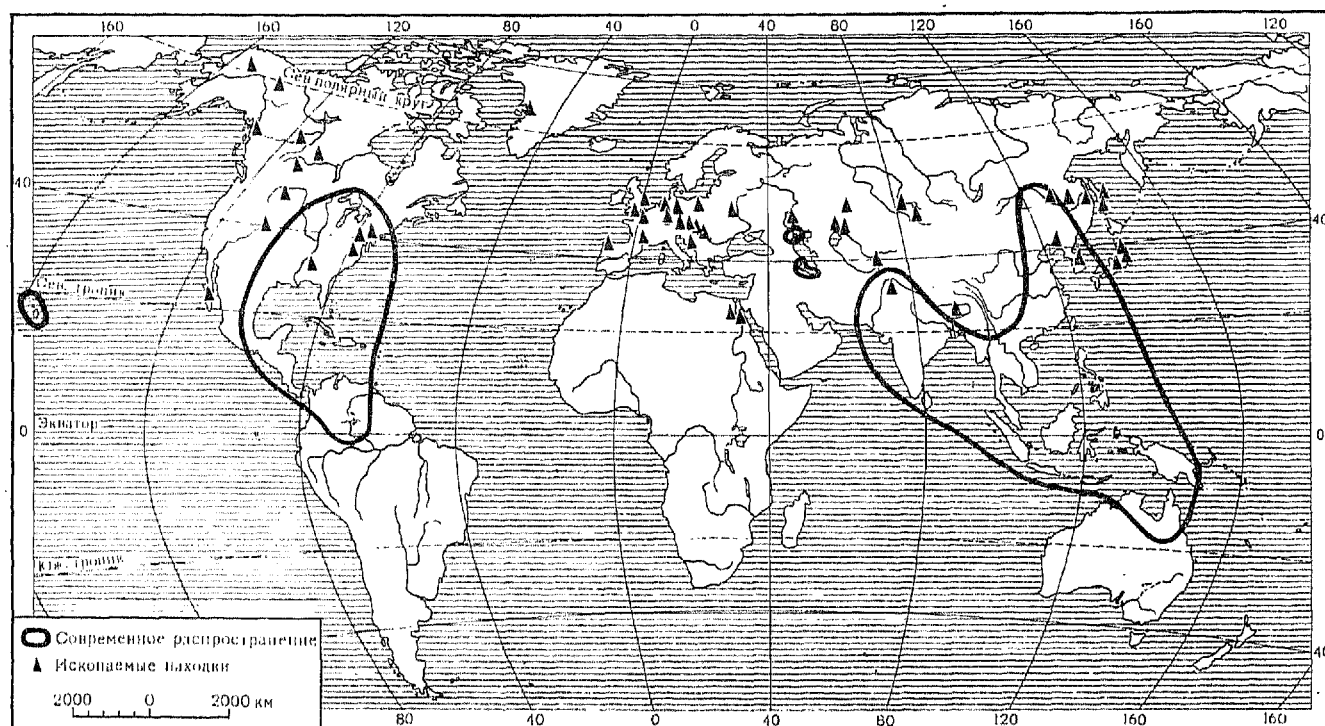 160 160 120 80 40 0 40 80 120 160 160 120
Сев полярный круг
40 40
Сев. тропик
Экватор
0 0
Юж. тропик
Современное распространение
Ископаемые находки
40
2000 0 2000 км
80 40 0 40 80 120 160 160